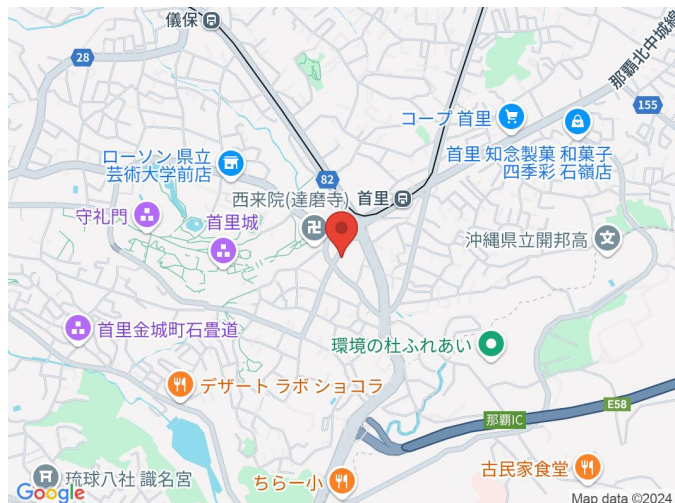 儀保
28
那覇北中城線
155
コープ 首里
首里 知念製菓 和菓子
四季彩 石嶺店
ローソン 県立
芸術大学前店
82
西来院(達磨寺)
首里
守礼門
首里城
沖縄県立開邦高
首里金城町石畳道
環境の杜ふれあい
デザート ラボ ショコラ
E58
那覇IC
琉球八社 識名宮
ちらー小
古民家食堂
Google
Map data ©2024